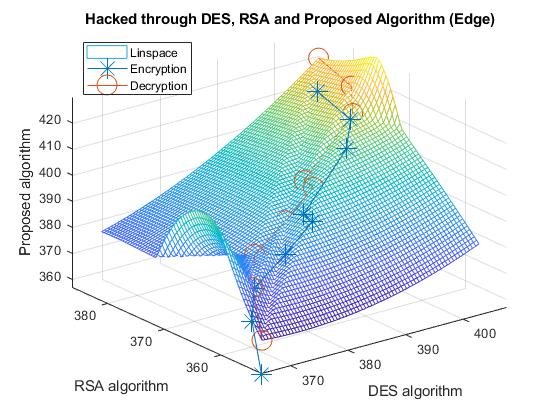 Hacked through DES, RSA and Proposed Algorithm (Edge)
Linspace
Encryption
Decryption
Proposed algorithm
420
410
400
390
380
370
360
380
370
360
RSA algorithm
370
380
390
400
DES algorithm